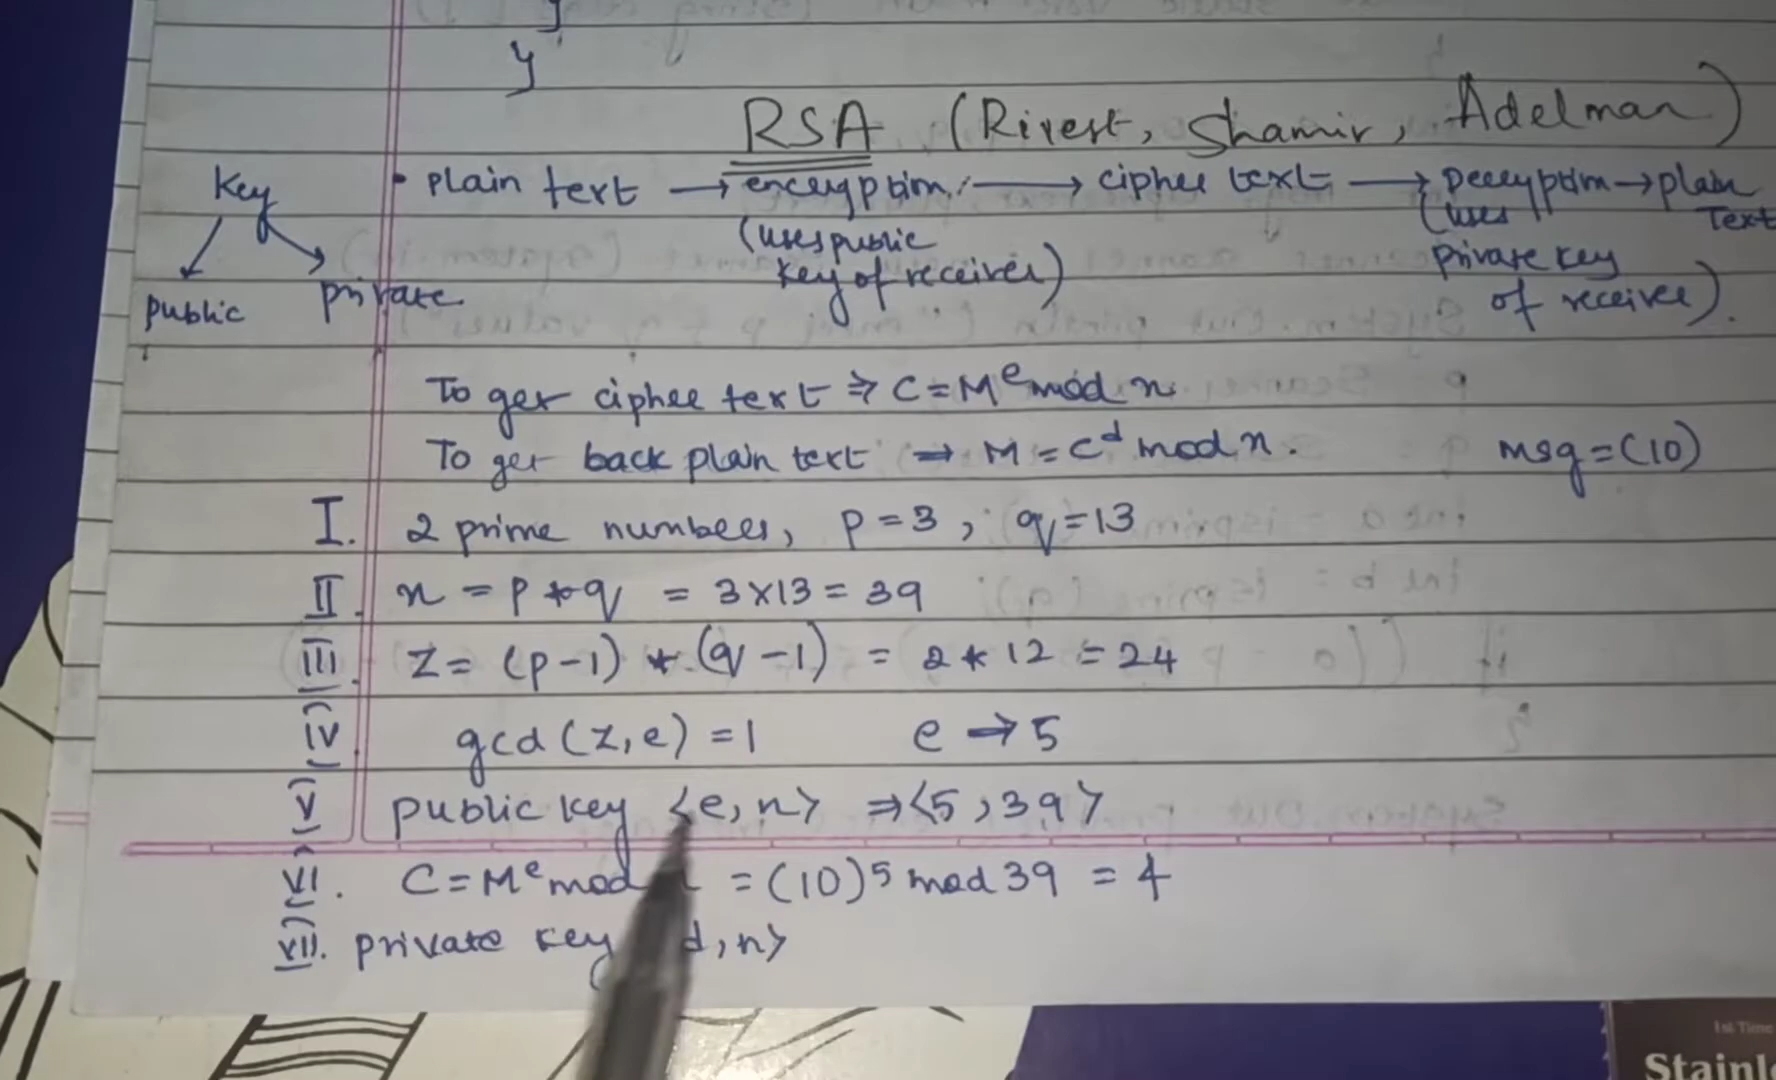 y
RSA (Rivest, Shamir, Adelman)
Key
public private
• plain text → encryption → cipher text → Decryption → plain Text
(uses public key of receiver)
(uses private key of receiver).
To get cipher text ⇒ C = M^e mod n.
To get back plain text → M = C^d mod n. msg = (10)
I. 2 prime numbers, p = 3, q = 13
II. n = p * q = 3 x 13 = 39
III. Z = (p-1) * (q-1) = 2 * 12 = 24
IV. gcd (z, e) = 1 e → 5
V. public key <e, n> ⇒ <5, 39>
VI. C = M^e mod = (10)^5 mod 39 = 4
VII. private key d, n>
1st Time